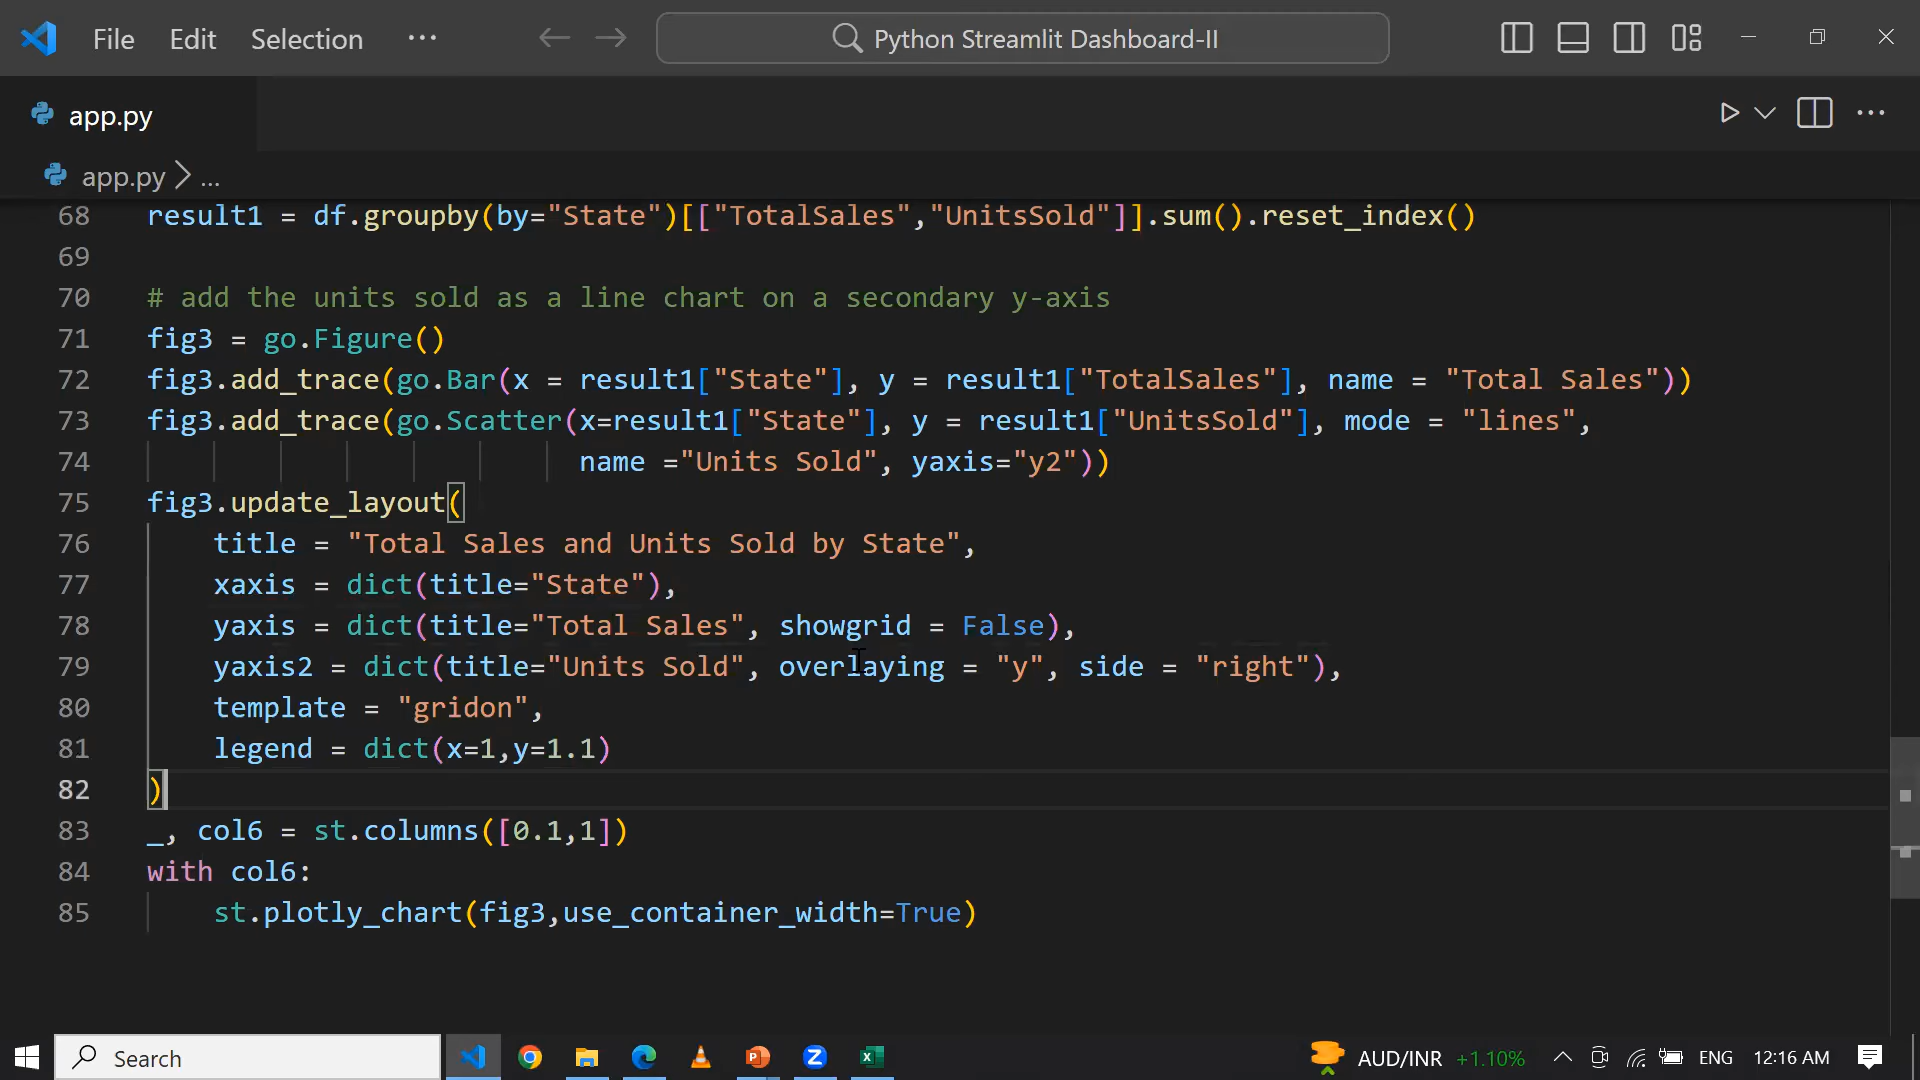 File Edit Selection ···
Python Streamlit Dashboard-II
app.py
app.py > ...
68 result1 = df.groupby(by="State")[["TotalSales","UnitsSold"]].sum().reset_index()
69
70 # add the units sold as a line chart on a secondary y-axis
71 fig3 = go.Figure()
72 fig3.add_trace(go.Bar(x = result1["State"], y = result1["TotalSales"], name = "Total Sales"))
73 fig3.add_trace(go.Scatter(x=result1["State"], y = result1["UnitsSold"], mode = "lines",
74 name ="Units Sold", yaxis="y2"))
75 fig3.update_layout(
76 title = "Total Sales and Units Sold by State",
77 xaxis = dict(title="State"),
78 yaxis = dict(title="Total Sales", showgrid = False),
79 yaxis2 = dict(title="Units Sold", overlaying = "y", side = "right"),
80 template = "gridon",
81 legend = dict(x=1,y=1.1)
82 )
83 _, col6 = st.columns([0.1,1])
84 with col6:
85 st.plotly_chart(fig3,use_container_width=True)
Search
AUD/INR +1.10% ENG 12:16 AM